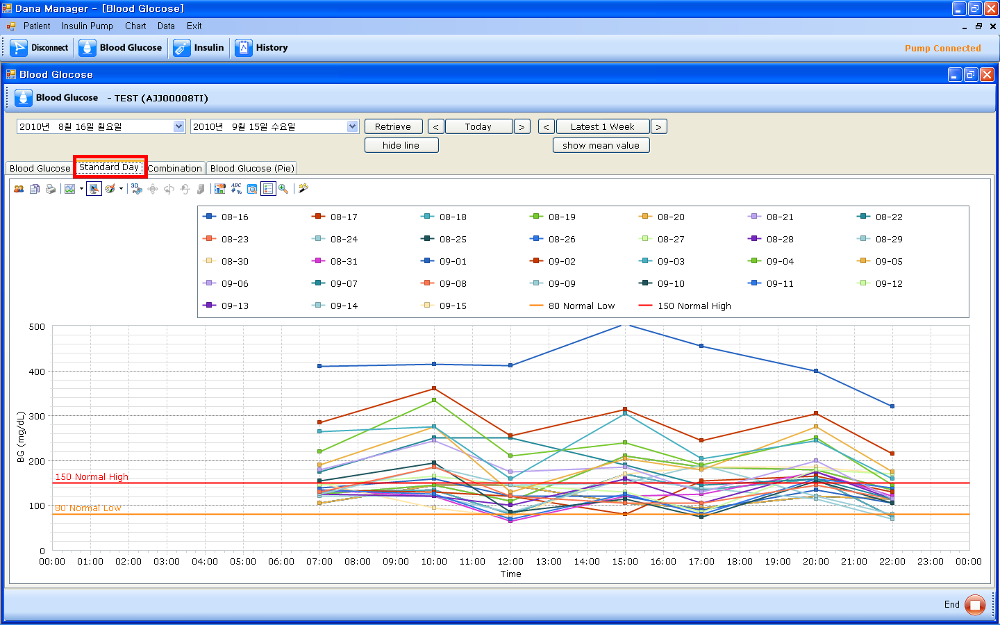 Dana Manager - [Blood Glocose]
Patient Insulin Pump Chart Data Exit
Disconnect Blood Glucose Insulin History Pump Connected
Blood Glocose
Blood Glucose - TEST (AJJ00008TI)
2010년 8월 16일 월요일 2010년 9월 15일 수요일 Retrieve < Today > < Latest 1 Week >
hide line show mean value
Blood Glucose Standard Day Combination Blood Glucose (Pie)
3D ABC #%
08-16 08-17 08-18 08-19 08-20 08-21 08-22
08-23 08-24 08-25 08-26 08-27 08-28 08-29
08-30 08-31 09-01 09-02 09-03 09-04 09-05
09-06 09-07 09-08 09-09 09-10 09-11 09-12
09-13 09-14 09-15 80 Normal Low 150 Normal High
500
400
300
200
100
0
BG (mg/dL)
150 Normal High
80 Normal Low
00:00 01:00 02:00 03:00 04:00 05:00 06:00 07:00 08:00 09:00 10:00 11:00 12:00 13:00 14:00 15:00 16:00 17:00 18:00 19:00 20:00 21:00 22:00 23:00 00:00
Time
End